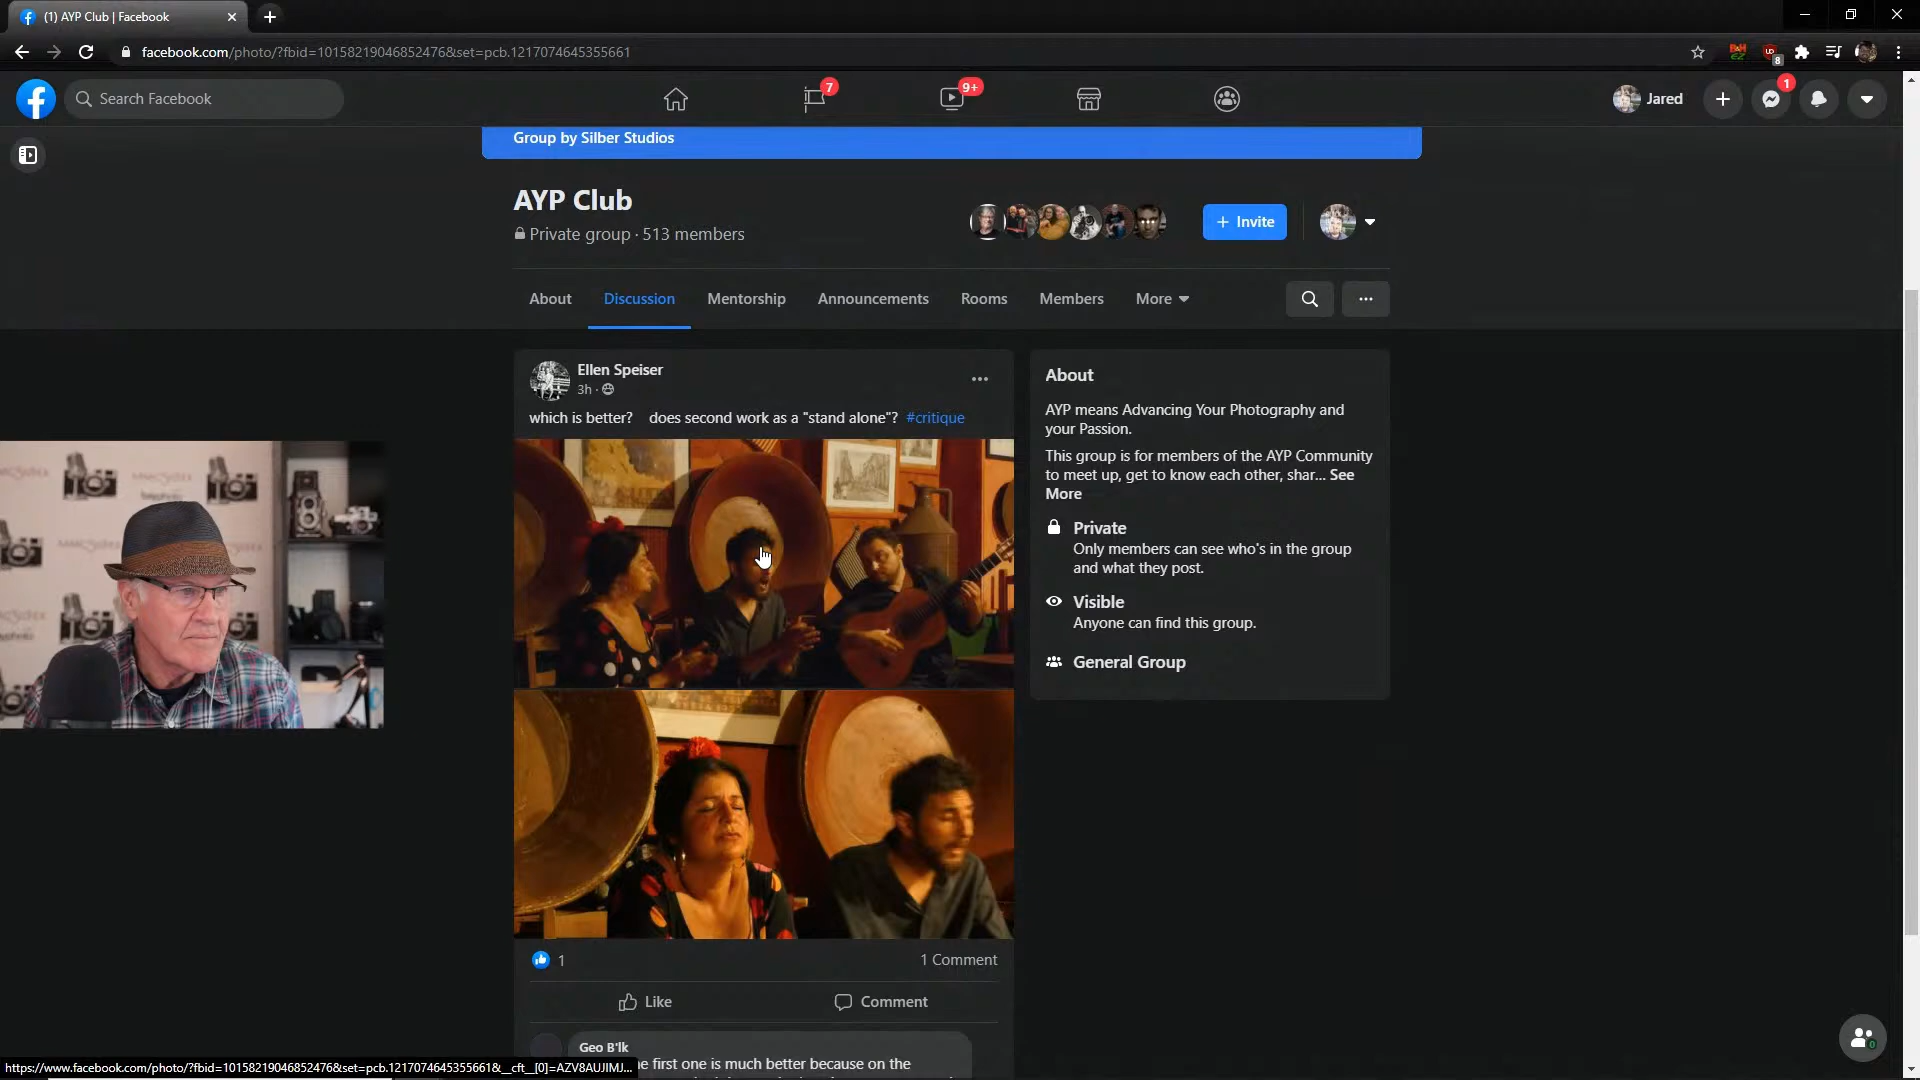 (1) AYP Club | Facebook
facebook.com/photo/?fbid=10158219046852476&set=pcb.1217074645355661
8
Search Facebook
7
9+
Jared
1
Group by Silber Studios
AYP Club
Private group · 513 members
+ Invite
About
Discussion
Mentorship
Announcements
Rooms
Members
More
Ellen Speiser
3h ·
which is better? does second work as a "stand alone"? #critique
About
AYP means Advancing Your Photography and
your Passion.
This group is for members of the AYP Community
to meet up, get to know each other, shar... See
More
Private
Only members can see who's in the group
and what they post.
Visible
Anyone can find this group.
General Group
1
1 Comment
Like
Comment
Geo B'lk
first one is much better because on the
0
https://www.facebook.com/photo/?fbid=10158219046852476&set=pcb.1217074645355661&__cft__[0]=AZV8AUJIMJ...